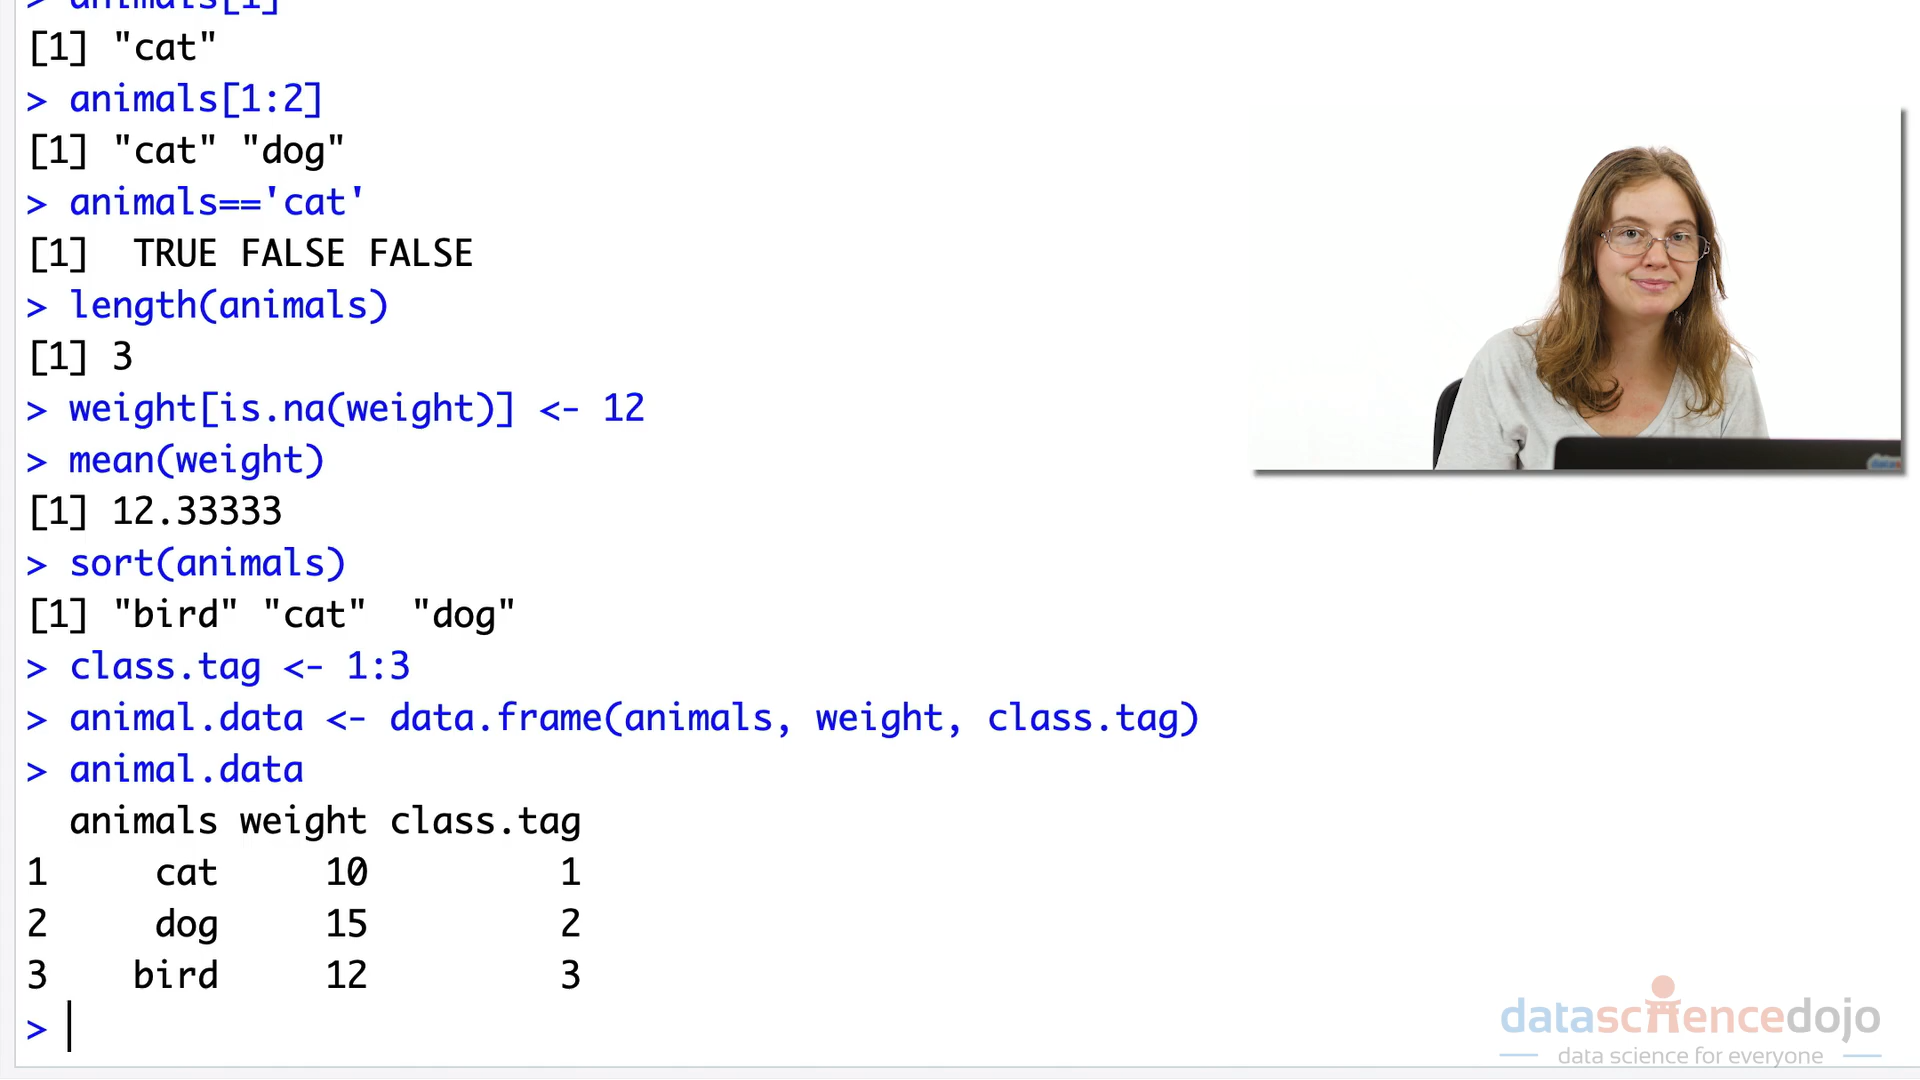 > animals[1]
[1] "cat"
> animals[1:2]
[1] "cat" "dog"
> animals=='cat'
[1]  TRUE FALSE FALSE
> length(animals)
[1] 3
> weight[is.na(weight)] <- 12
> mean(weight)
[1] 12.33333
> sort(animals)
[1] "bird" "cat"  "dog"
> class.tag <- 1:3
> animal.data <- data.frame(animals, weight, class.tag)
> animal.data
  animals weight class.tag
1     cat     10         1
2     dog     15         2
3    bird     12         3
>
datasciencedojo
data science for everyone